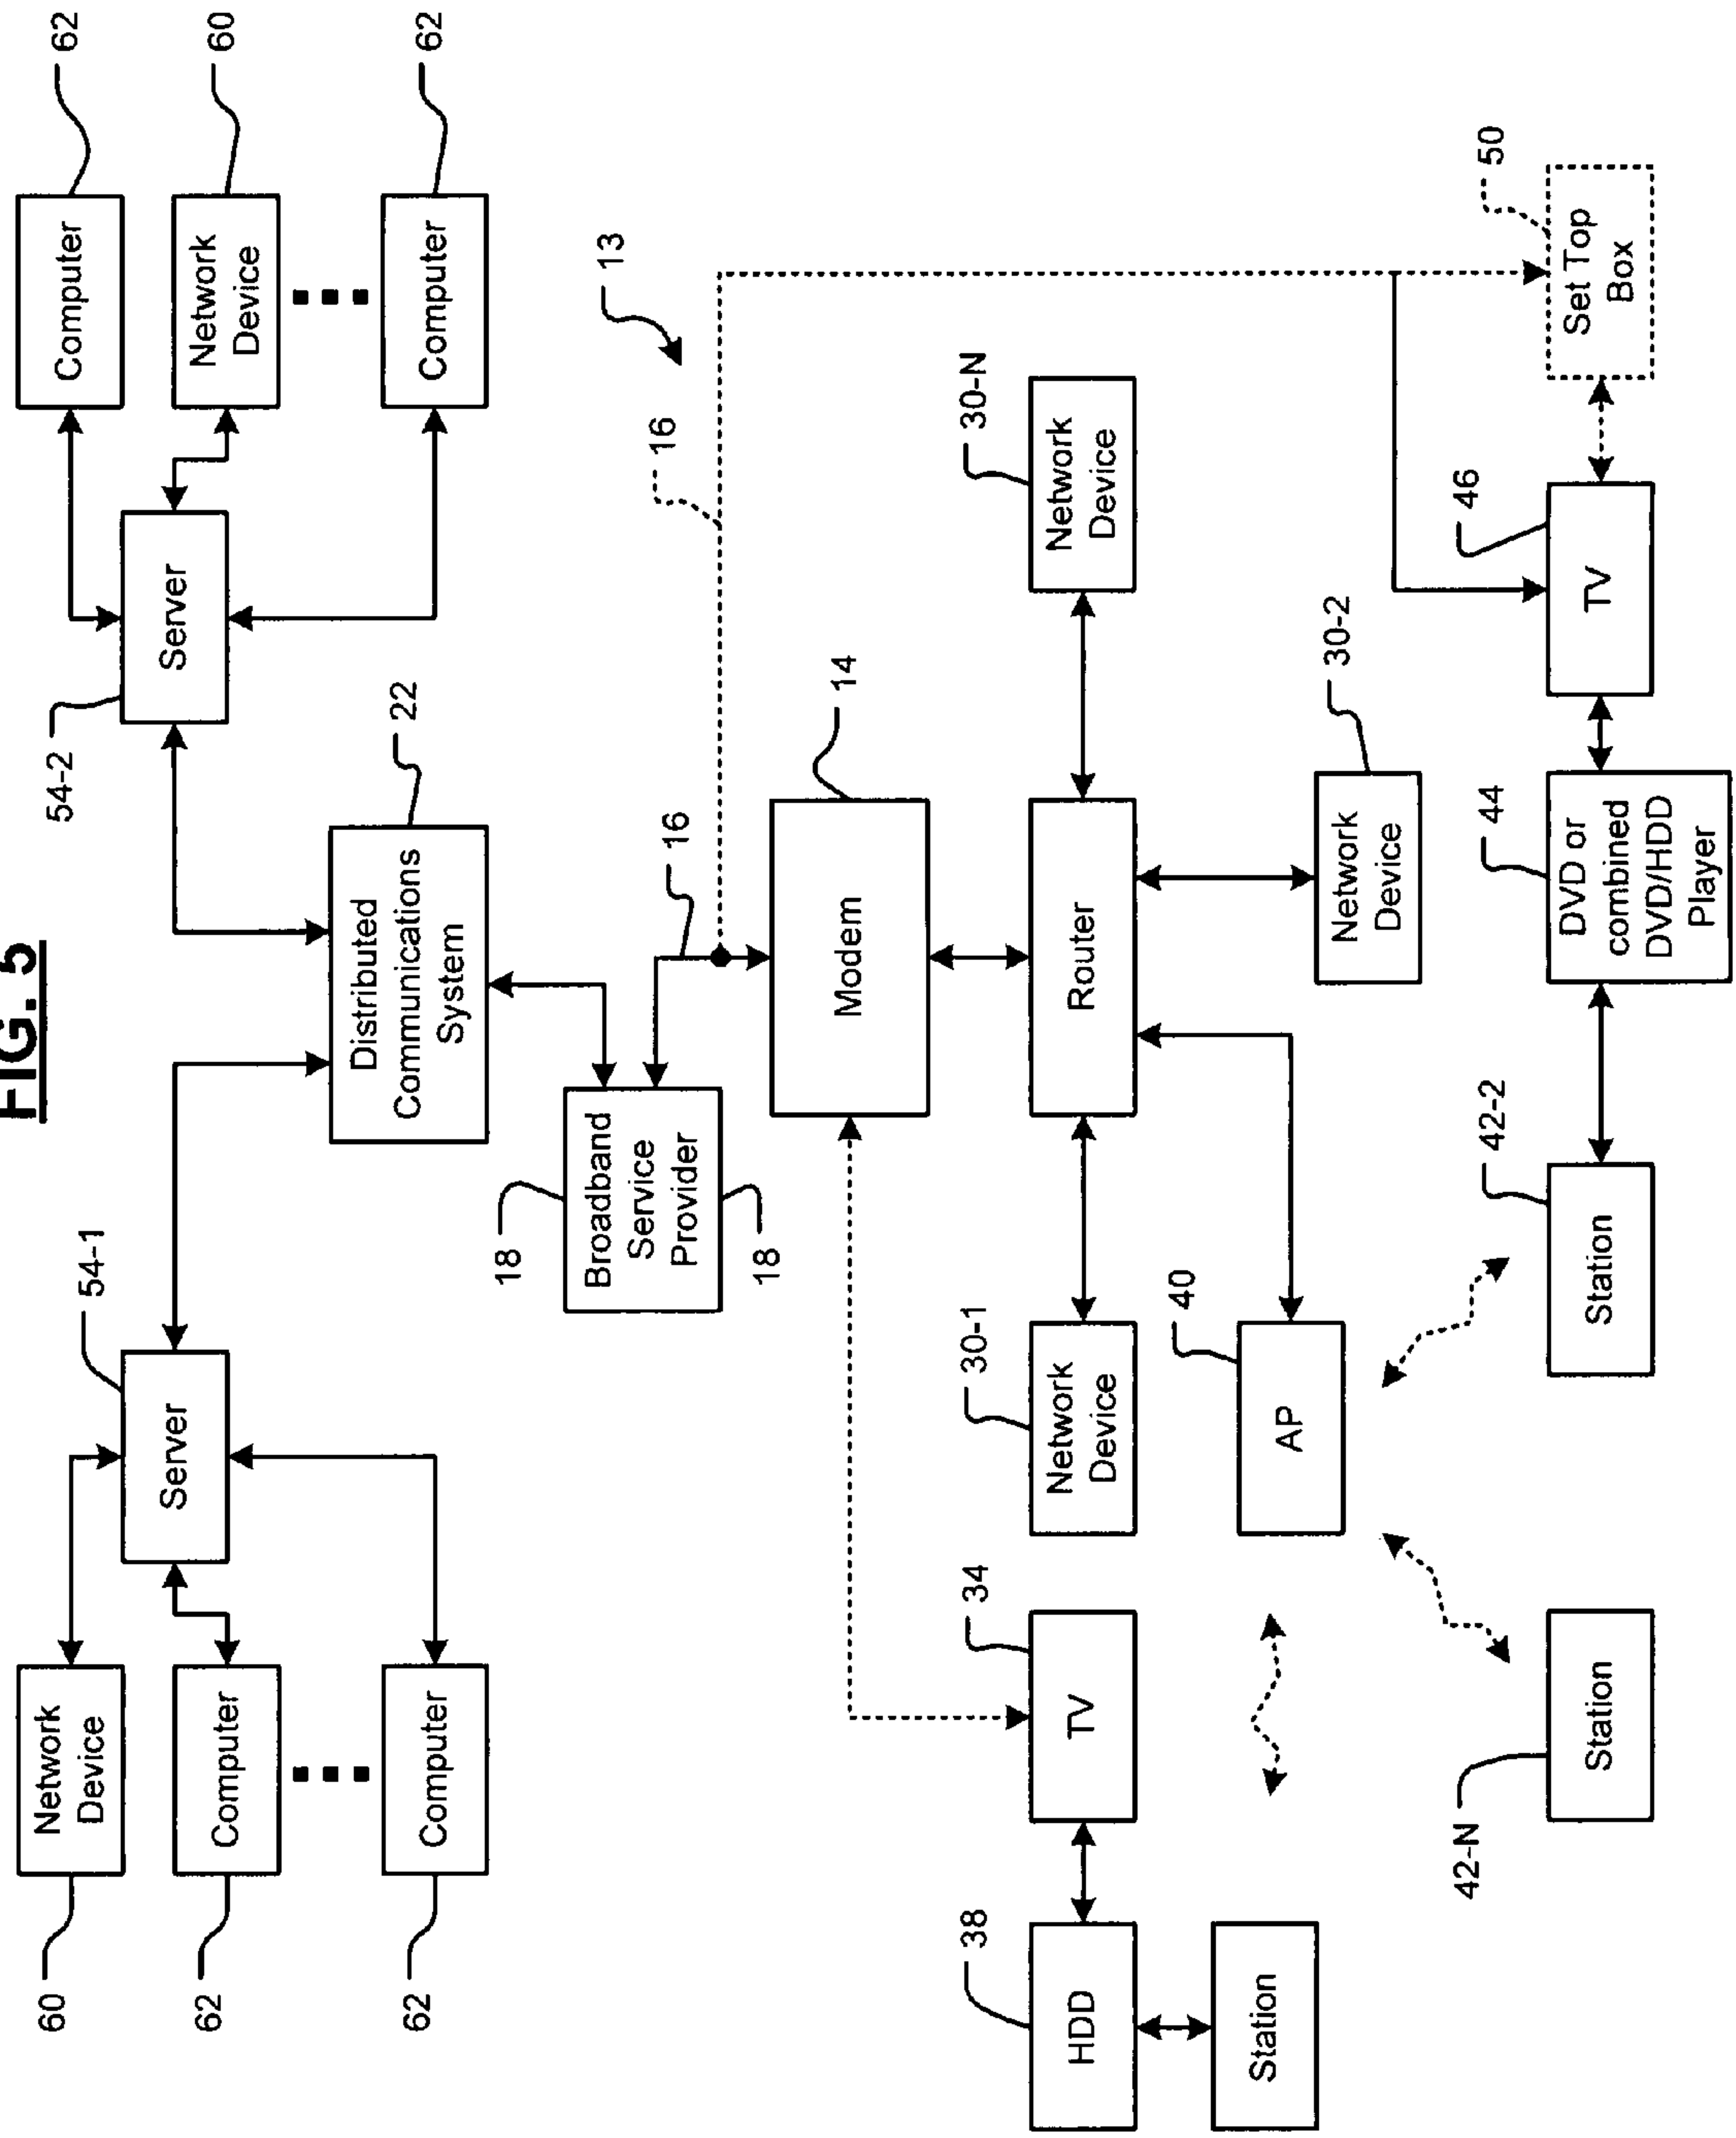 FIG. 5
60
Network
Device
62
Computer
62
Computer
Server
54-1
54-2
Server
Computer
62
Network
Device
60
Computer
62
Distributed
Communications
System
22
18
Broadband
Service
Provider
18
16
16
13
Modem
14
38
HDD
Station
TV
34
Network
Device
30-1
Router
Network
Device
30-N
AP
40
Network
Device
30-2
42-N
Station
Station
42-2
DVD or
combined
DVD/HDD
Player
44
TV
46
Set Top
Box
50